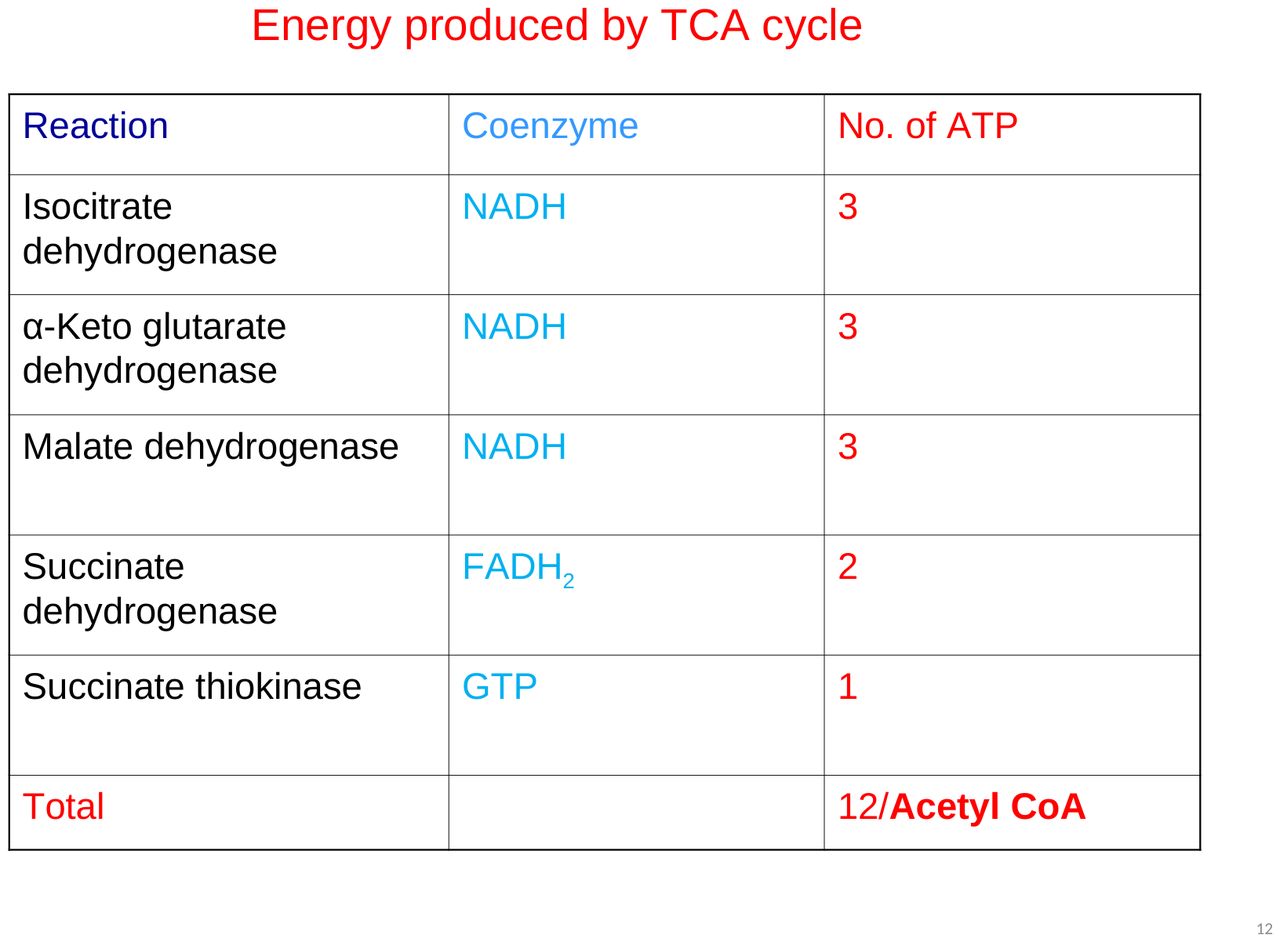 Energy produced by TCA cycle
Reaction
Coenzyme
No. of ATP
Isocitrate
dehydrogenase
NADH
3
α-Keto glutarate
dehydrogenase
NADH
3
Malate dehydrogenase
NADH
3
Succinate
dehydrogenase
FADH₂
2
Succinate thiokinase
GTP
1
Total
12/Acetyl CoA
12